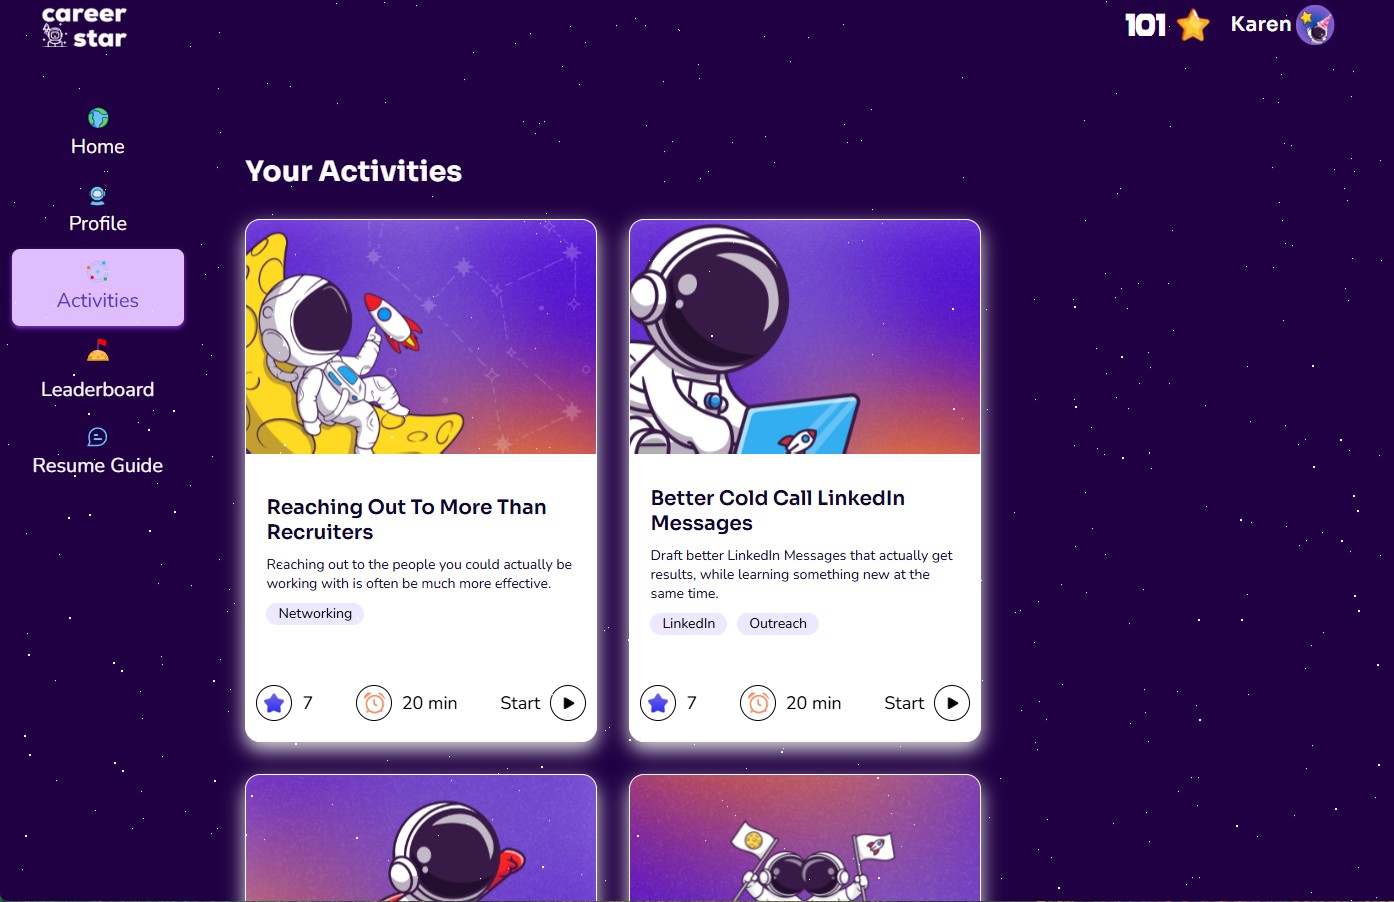 career
star
101
Karen
Home
Profile
Activities
Leaderboard
Resume Guide
Your Activities
Reaching Out To More Than
Recruiters
Reaching out to the people you could actually be
working with is often be much more effective.
Networking
7
20 min
Start
Better Cold Call LinkedIn
Messages
Draft better LinkedIn Messages that actually get
results, while learning something new at the
same time.
LinkedIn
Outreach
7
20 min
Start